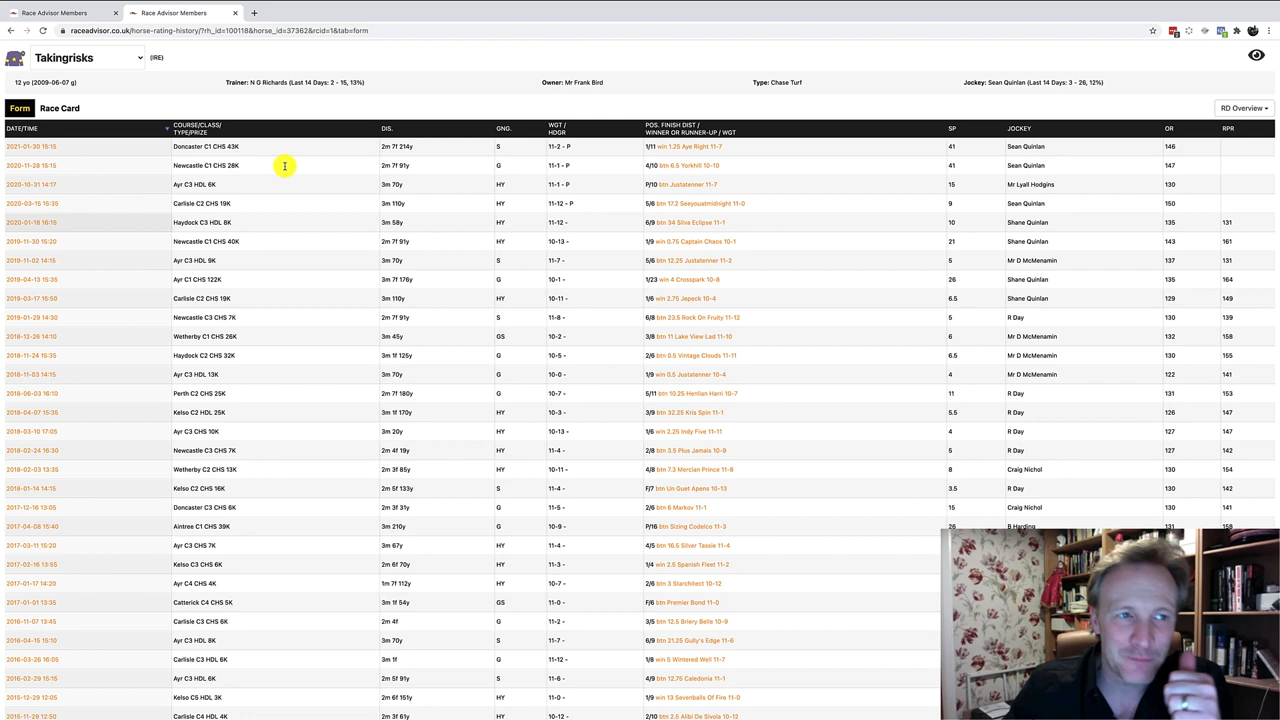 Race Advisor Members
Race Advisor Members
raceadvisor.co.uk/horse-rating-history/?rh_id=100118&horse_id=37362&rcid=1&tab=form
Takingrisks (IRE)
12 yo (2009-06-07 g) Trainer: N G Richards (Last 14 Days: 2 - 15, 13%) Owner: Mr Frank Bird Type: Chase Turf Jockey: Sean Quinlan (Last 14 Days: 3 - 26, 12%)
Form Race Card RD Overview
DATE/TIME COURSE/CLASS/ TYPE/PRIZE DIS. GNG. WGT / HDGR POS. FINISH DIST / WINNER OR RUNNER-UP / WGT SP JOCKEY OR RPR
2021-01-30 15:15 Doncaster C1 CHS 43K 2m 7f 214y S 11-2 - P 1/11 win 1.25 Aye Right 11-7 41 Sean Quinlan 146
2020-11-28 15:15 Newcastle C1 CHS 28K 2m 7f 91y G 11-1 - P 4/10 btn 6.5 Yorkhill 10-10 41 Sean Quinlan 147
2020-10-31 14:17 Ayr C3 HDL 6K 3m 70y HY 11-1 - P P/10 btn Justatenner 11-7 15 Mr Lyall Hodgins 130
2020-03-15 15:35 Carlisle C2 CHS 19K 3m 110y HY 11-12 - P 5/6 btn 17.2 Seeyouatmidnight 11-0 9 Sean Quinlan 150
2020-01-18 16:15 Haydock C3 HDL 8K 3m 58y HY 11-12 - 6/9 btn 34 Silva Eclipse 11-1 10 Shane Quinlan 135 131
2019-11-30 15:20 Newcastle C1 CHS 40K 2m 7f 91y HY 10-13 - 1/9 win 0.75 Captain Chaos 10-1 21 Shane Quinlan 143 161
2019-11-02 14:15 Ayr C3 HDL 9K 3m 70y S 11-7 - 5/6 btn 12.25 Justatenner 11-2 5 Mr D McMenamin 137 131
2019-04-13 15:35 Ayr C1 CHS 122K 3m 7f 176y G 10-1 - 1/23 win 4 Crosspark 10-8 26 Shane Quinlan 135 164
2019-03-17 15:50 Carlisle C2 CHS 19K 3m 110y HY 10-11 - 1/6 win 2.75 Jepeck 10-4 6.5 Shane Quinlan 129 149
2019-01-29 14:30 Newcastle C3 CHS 7K 2m 7f 91y S 11-8 - 6/8 btn 23.5 Rock On Fruity 11-12 5 R Day 130 139
2018-12-26 14:10 Wetherby C1 CHS 26K 3m 45y GS 10-2 - 3/8 btn 11 Lake View Lad 11-10 6 Mr D McMenamin 132 158
2018-11-24 15:35 Haydock C2 CHS 32K 3m 1f 125y G 10-5 - 2/6 btn 0.5 Vintage Clouds 11-11 6.5 Mr D McMenamin 130 155
2018-11-03 14:15 Ayr C3 HDL 13K 3m 70y G 10-0 - 1/9 win 0.5 Justatenner 10-4 4 Mr D McMenamin 122 141
2018-06-03 16:10 Perth C2 CHS 25K 2m 7f 180y G 10-7 - 5/11 btn 10.25 Henllan Harri 10-7 11 R Day 131 153
2018-04-07 15:35 Kelso C2 HDL 25K 3m 1f 170y HY 10-3 - 3/9 btn 32.25 Kris Spin 11-1 5.5 R Day 126 147
2018-03-10 17:05 Ayr C3 CHS 10K 3m 20y HY 10-13 - 1/6 win 2.25 Indy Five 11-11 4 R Day 127 147
2018-02-24 16:30 Newcastle C3 CHS 7K 2m 4f 19y HY 11-4 - 2/8 btn 3.5 Plus Jamais 10-9 5 R Day 127 142
2018-02-03 13:35 Wetherby C2 CHS 13K 2m 3f 85y HY 10-11 - 4/8 btn 7.3 Mercian Prince 11-8 8 Craig Nichol 130 154
2018-01-14 14:15 Kelso C2 CHS 16K 2m 5f 133y S 11-4 - F/7 btn Un Guet Apens 10-13 3.5 R Day 130 142
2017-12-16 13:05 Doncaster C3 CHS 6K 2m 3f 31y G 11-5 - 2/6 btn 6 Markov 11-1 15 Craig Nichol 130 141
2017-04-08 15:40 Aintree C1 CHS 39K 3m 210y G 10-9 - P/16 btn Sizing Codelco 11-3 26 B Harding 131 158
2017-03-11 15:20 Ayr C3 CHS 7K 3m 67y HY 11-4 - 4/5 btn 16.5 Silver Tassie 11-4
2017-02-16 13:55 Kelso C3 CHS 6K 2m 6f 70y HY 11-3 - 1/4 win 2.5 Spanish Fleet 11-2
2017-01-17 14:20 Ayr C4 CHS 4K 1m 7f 112y HY 10-7 - 2/6 btn 3 Starchitect 10-12
2017-01-01 13:35 Catterick C4 CHS 5K 3m 1f 54y GS 11-0 - F/6 btn Premier Bond 11-0
2016-11-07 13:45 Carlisle C3 CHS 6K 2m 4f G 11-2 - 3/5 btn 12.5 Briery Belle 10-9
2016-04-15 15:10 Ayr C3 HDL 8K 3m 70y S 11-7 - 6/9 btn 21.25 Gully's Edge 11-6
2016-03-26 16:05 Carlisle C3 HDL 6K 3m 1f G 11-12 - 1/8 win 5 Wintered Well 11-7
2016-02-29 15:15 Ayr C3 HDL 6K 2m 5f 91y S 11-6 - 4/9 btn 12.75 Caledonia 11-1
2015-12-29 12:05 Kelso C5 HDL 3K 2m 6f 151y HY 11-0 - 1/9 win 13 Sevenballs Of Fire 11-0
2015-11-29 12:50 Carlisle C4 HDL 4K 2m 3f 61y HY 10-12 - 2/10 btn 2.5 Alibi De Sivola 10-12